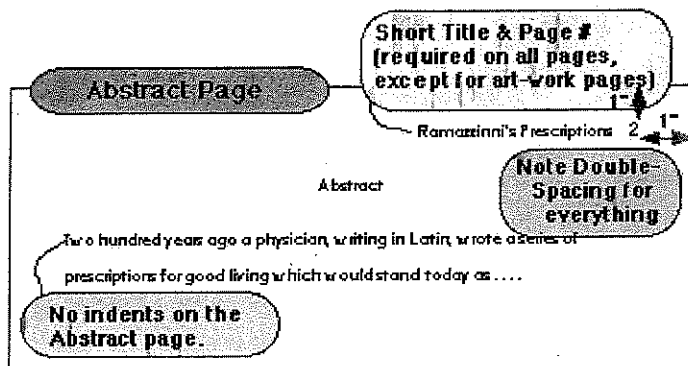 Short Title & Page #
(required on all pages,
except for art-work pages)
Abstract Page
1"
Ramazzinni's Prescriptions 2
1"
Note Double-
Spacing for
everything
Abstract
Two hundred years ago a physician, writing in Latin, wrote a series of
prescriptions for good living which would stand today as ....
No indents on the
Abstract page.